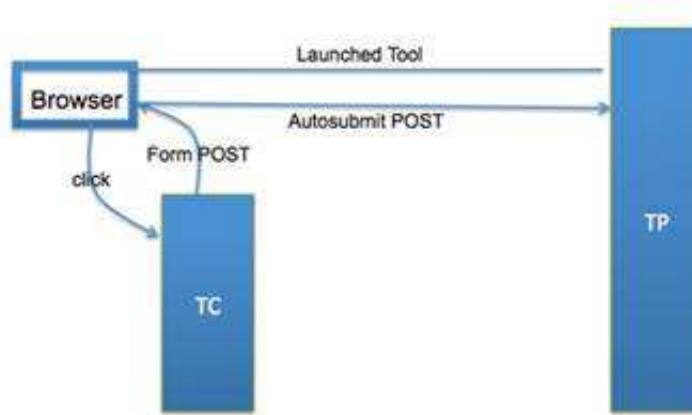 Launched Tool
Browser
Autosubmit POST
Form POST
click
TP
TC